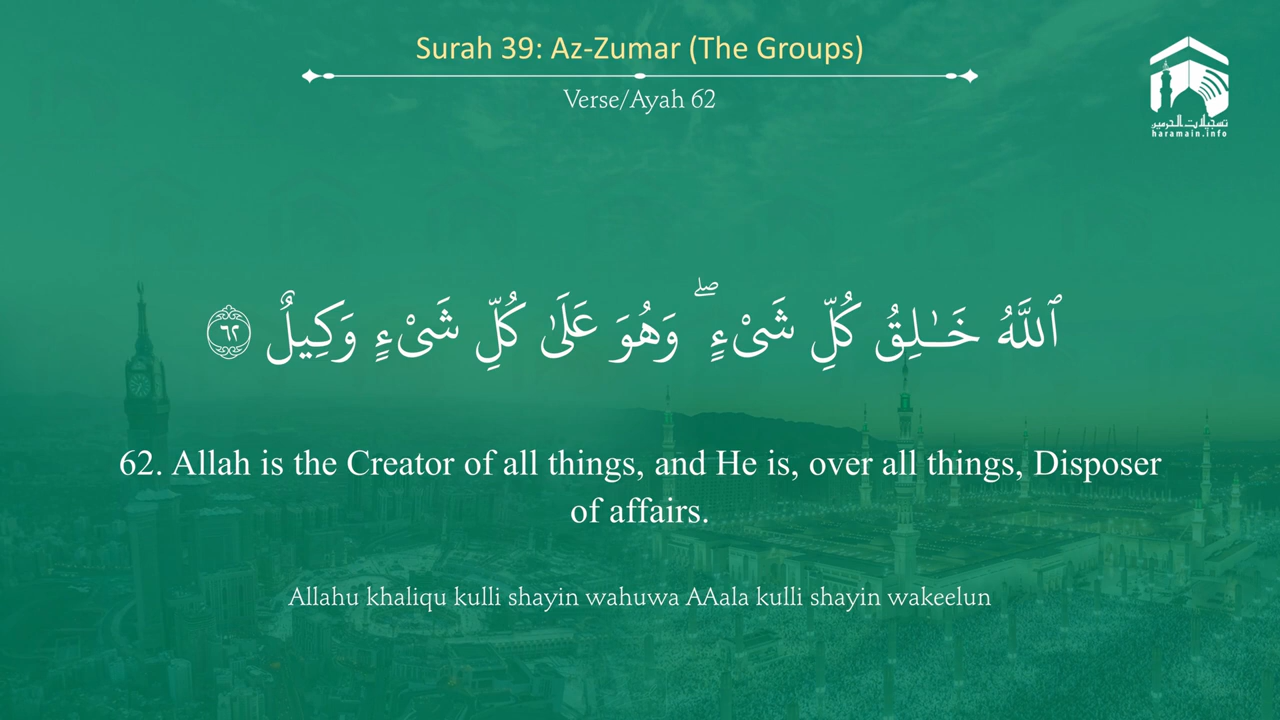 Surah 39: Az-Zumar (The Groups)
Verse/Ayah 62
تسجيلات الحرمين
haramain.info
ٱللَّهُ خَـٰلِقُ كُلِّ شَىْءٍ ۖ وَهُوَ عَلَىٰ كُلِّ شَىْءٍ وَكِيلٌ ٦٢
62. Allah is the Creator of all things, and He is, over all things, Disposer
of affairs.
Allahu khaliqu kulli shayin wahuwa AAala kulli shayin wakeelun